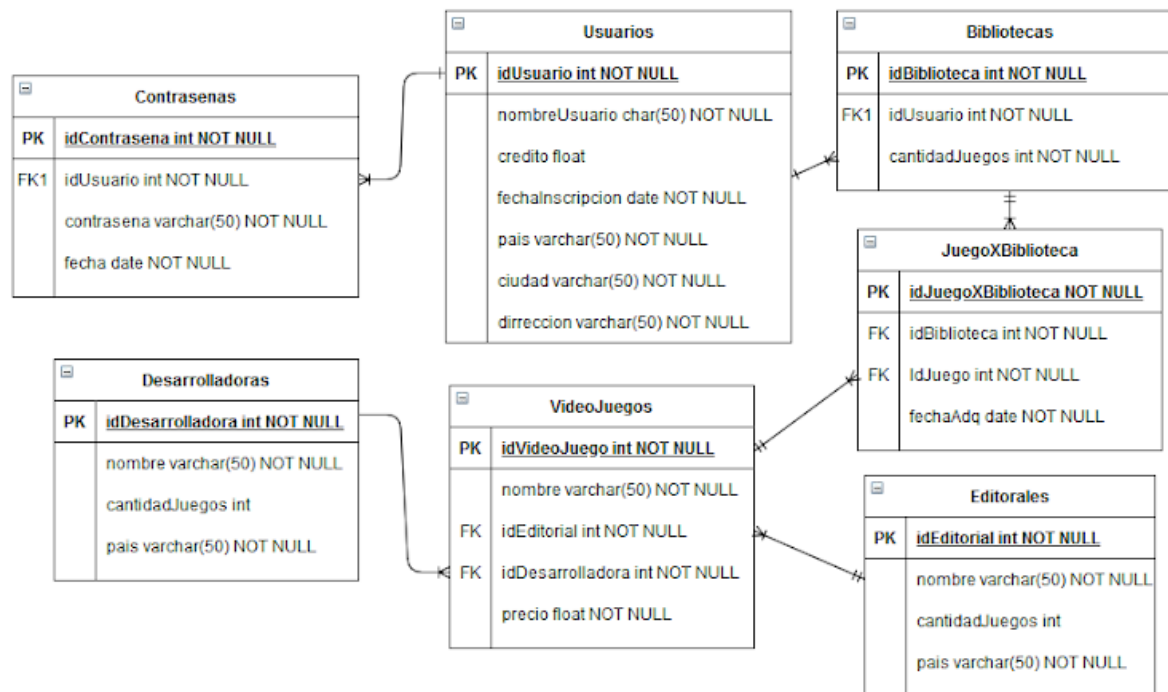 Contrasenas
PK idContrasena int NOT NULL
FK1 idUsuario int NOT NULL
contrasena varchar(50) NOT NULL
fecha date NOT NULL
Usuarios
PK idUsuario int NOT NULL
nombreUsuario char(50) NOT NULL
credito float
fechaInscripcion date NOT NULL
pais varchar(50) NOT NULL
ciudad varchar(50) NOT NULL
dirreccion varchar(50) NOT NULL
Bibliotecas
PK idBiblioteca int NOT NULL
FK1 idUsuario int NOT NULL
cantidadJuegos int NOT NULL
JuegoXBiblioteca
PK idJuegoXBiblioteca NOT NULL
FK idBiblioteca int NOT NULL
FK IdJuego int NOT NULL
fechaAdq date NOT NULL
Desarrolladoras
PK idDesarrolladora int NOT NULL
nombre varchar(50) NOT NULL
cantidadJuegos int
pais varchar(50) NOT NULL
VideoJuegos
PK idVideoJuego int NOT NULL
nombre varchar(50) NOT NULL
FK idEditorial int NOT NULL
FK idDesarrolladora int NOT NULL
precio float NOT NULL
Editorales
PK idEditorial int NOT NULL
nombre varchar(50) NOT NULL
cantidadJuegos int
pais varchar(50) NOT NULL